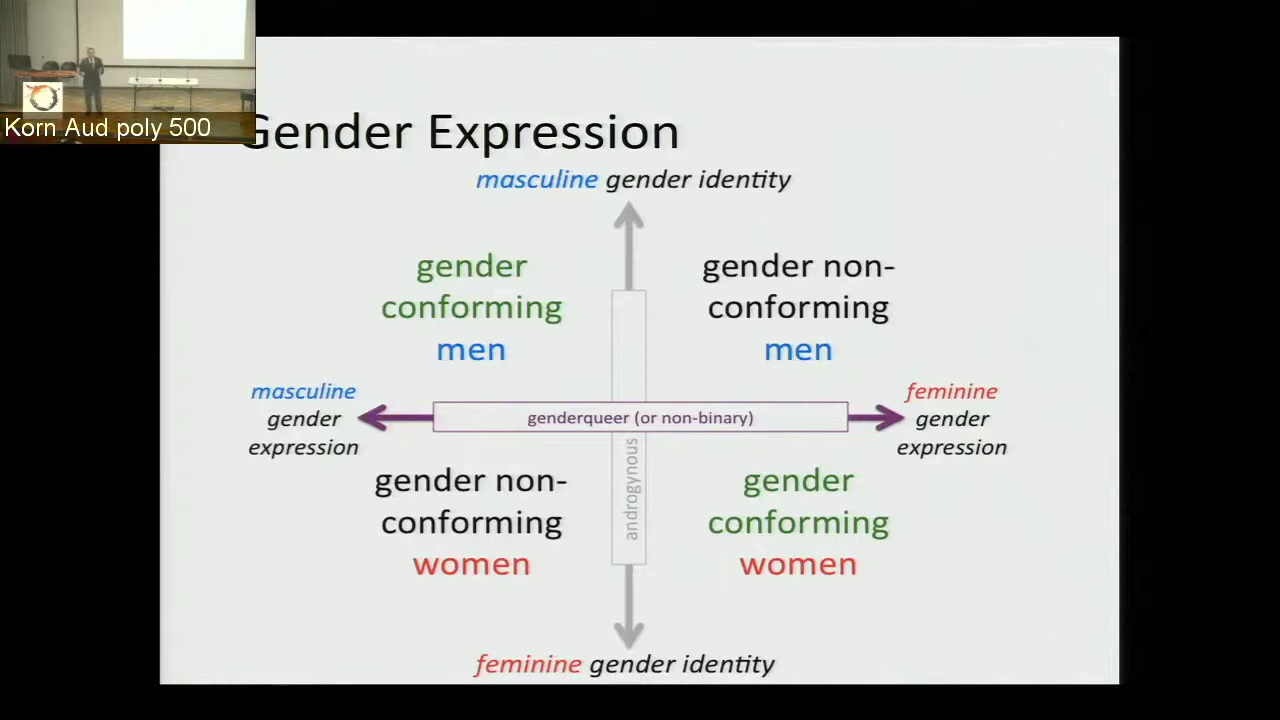 Korn Aud poly 500
Gender Expression
masculine gender identity
gender
conforming
men
gender non-
conforming
men
masculine
gender
expression
genderqueer (or non-binary)
feminine
gender
expression
androgynous
gender non-
conforming
women
gender
conforming
women
feminine gender identity